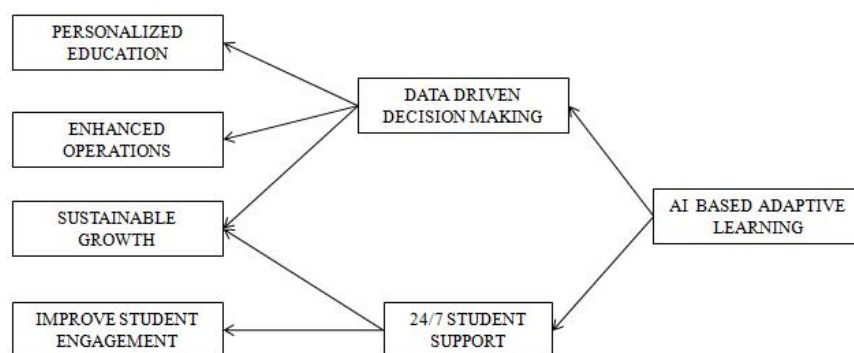 PERSONALIZED
EDUCATION
ENHANCED
OPERATIONS
SUSTAINABLE
GROWTH
IMPROVE STUDENT
ENGAGEMENT
DATA DRIVEN
DECISION MAKING
24/7 STUDENT
SUPPORT
AI BASED ADAPTIVE
LEARNING